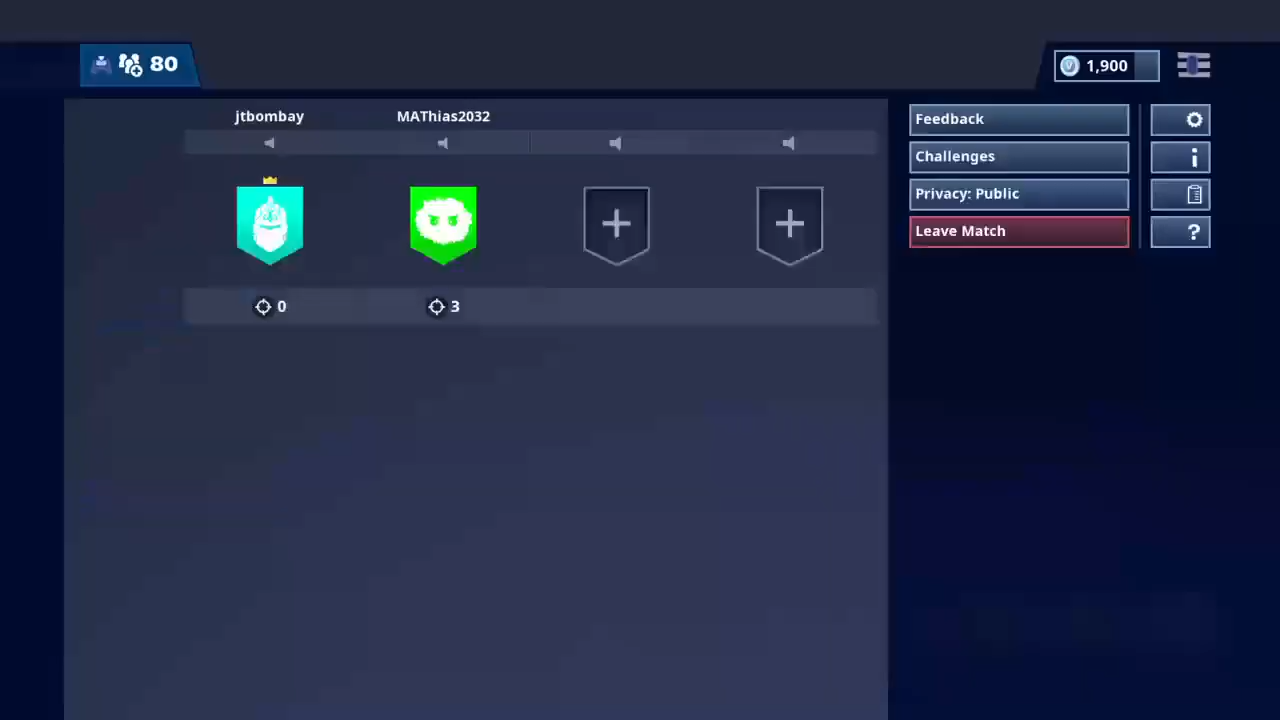 80
1,900
jtbombay MAThias2032
0 3
Feedback
Challenges
Privacy: Public
Leave Match